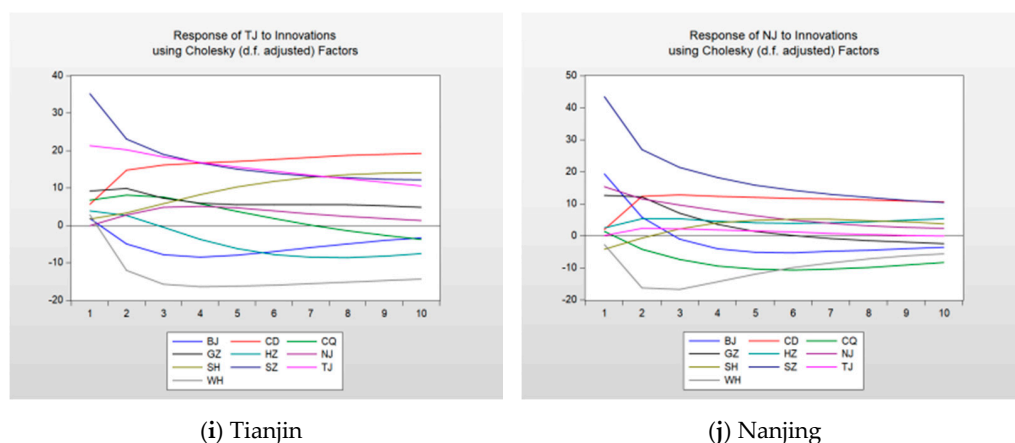 Response of TJ to Innovations
using Cholesky (d.f. adjusted) Factors
40
30
20
10
0
-10
-20
1 2 3 4 5 6 7 8 9 10
BJ CD CQ
GZ HZ NJ
SH SZ TJ
WH
(i) Tianjin
Response of NJ to Innovations
using Cholesky (d.f. adjusted) Factors
50
40
30
20
10
0
-10
-20
1 2 3 4 5 6 7 8 9 10
BJ CD CQ
GZ HZ NJ
SH SZ TJ
WH
(j) Nanjing